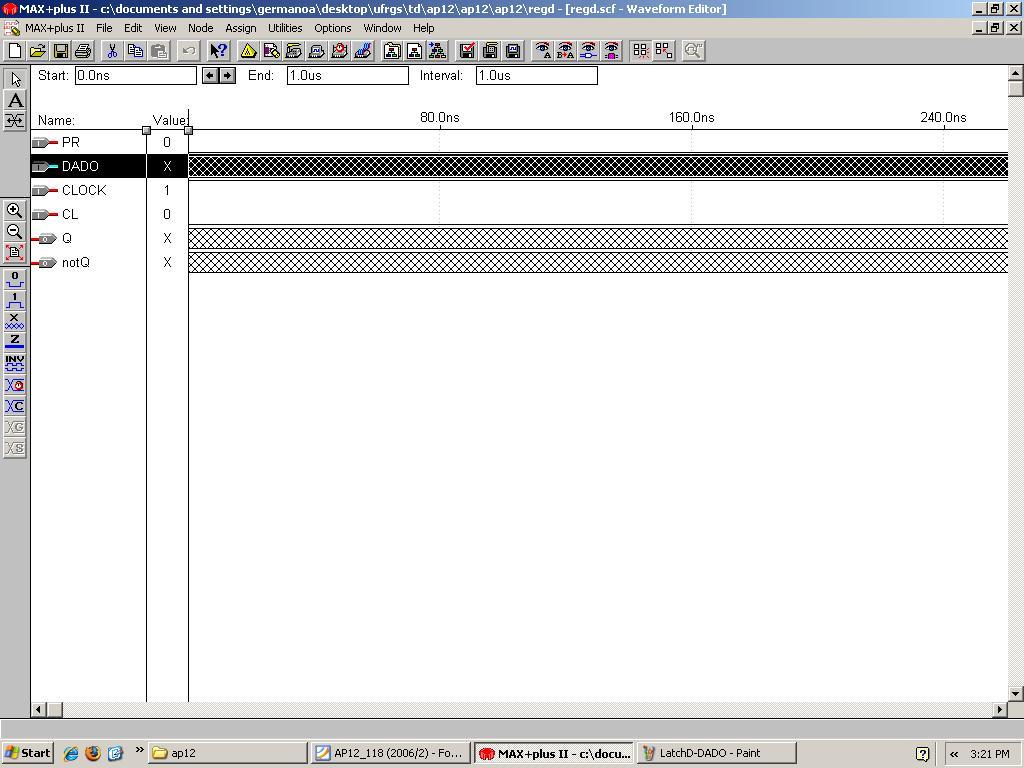 MAX+plus II - c:\documents and settings\germanoa\desktop\ufrgs\td\ap12\ap12\ap12\regd - [regd.scf - Waveform Editor]
MAX+plus II File Edit View Node Assign Utilities Options Window Help
Start: 0.0ns End: 1.0us Interval: 1.0us
Name: Value: 80.0ns 160.0ns 240.0ns
PR 0
DADO X
CLOCK 1
CL 0
Q X
notQ X
A
0
1
X
Z
INV
XC
XG
XS
Start » ap12 AP12_118 (2006/2) - Fo... MAX+plus II - c:\docu... LatchD-DADO - Paint « 3:21 PM